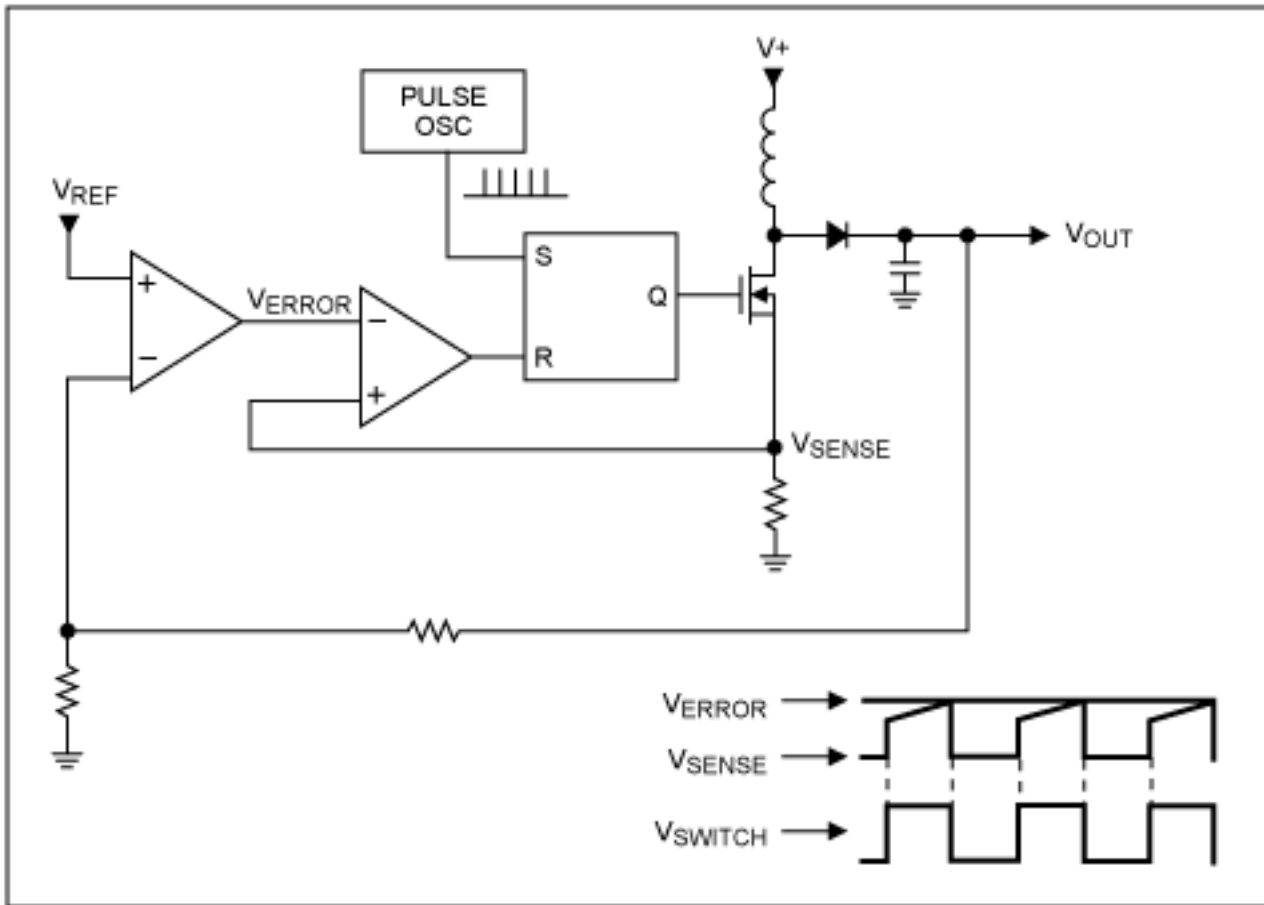 V+
PULSE
OSC
VREF
+
−
VERROR
−
+
S
R
Q
VOUT
VSENSE
VERROR
VSENSE
VSWITCH